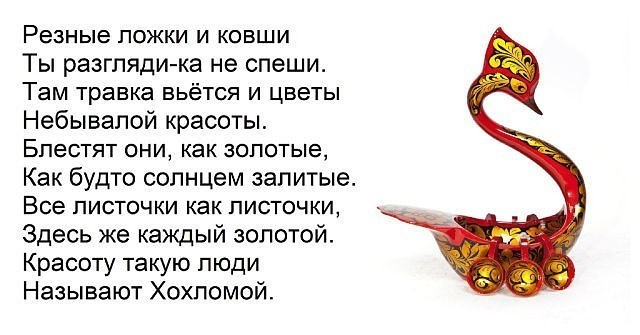 Резные ложки и ковши
Ты разгляди-ка не спеши.
Там травка вьётся и цветы
Небывалой красоты.
Блестят они, как золотые,
Как будто солнцем залитые.
Все листочки как листочки,
Здесь же каждый золотой.
Красоту такую люди
Называют Хохломой.